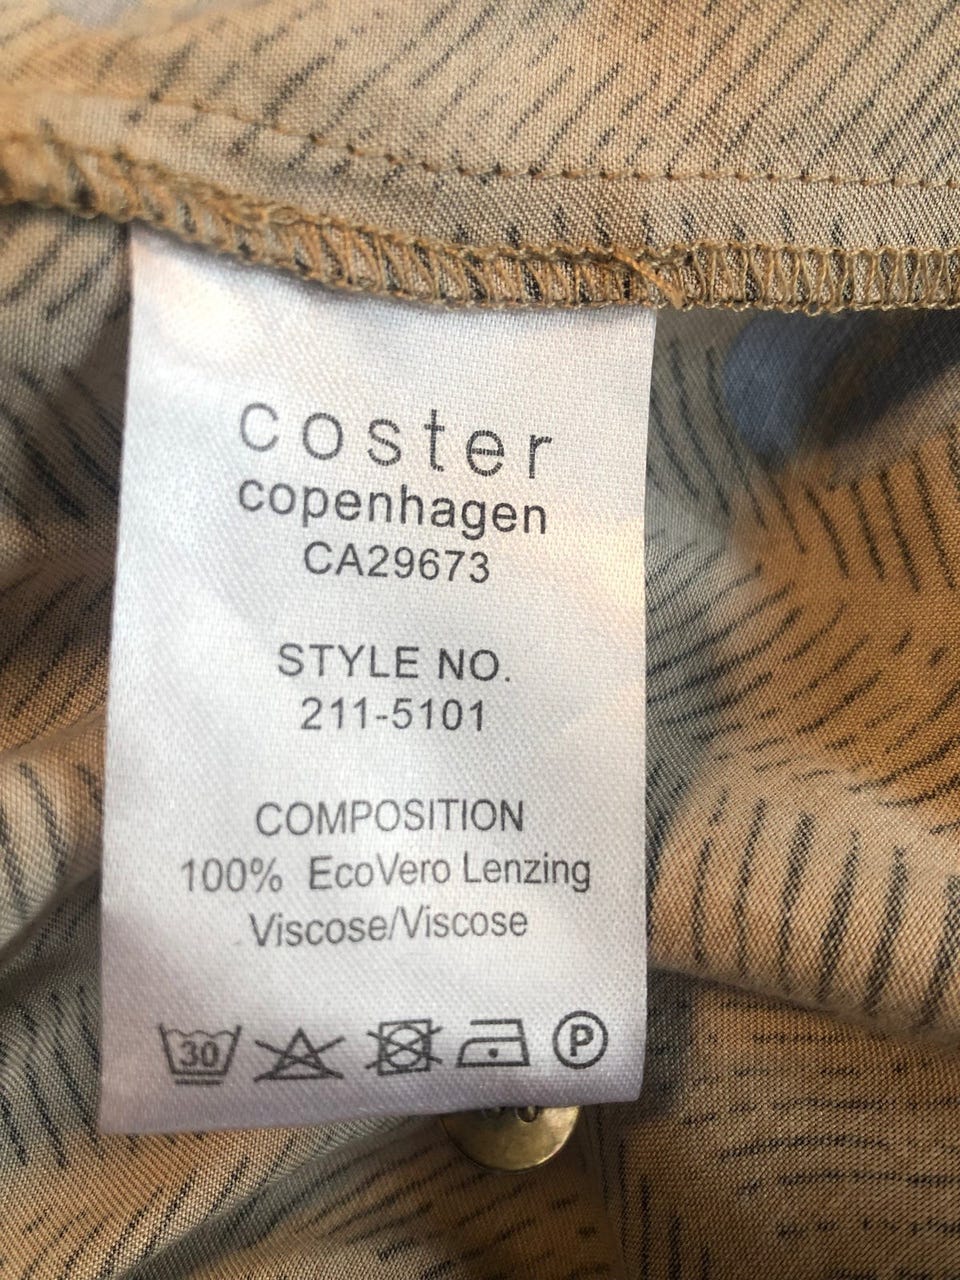 coster
copenhagen
CA29673
STYLE NO.
211-5101
COMPOSITION
100% EcoVero Lenzing
Viscose/Viscose
30 P